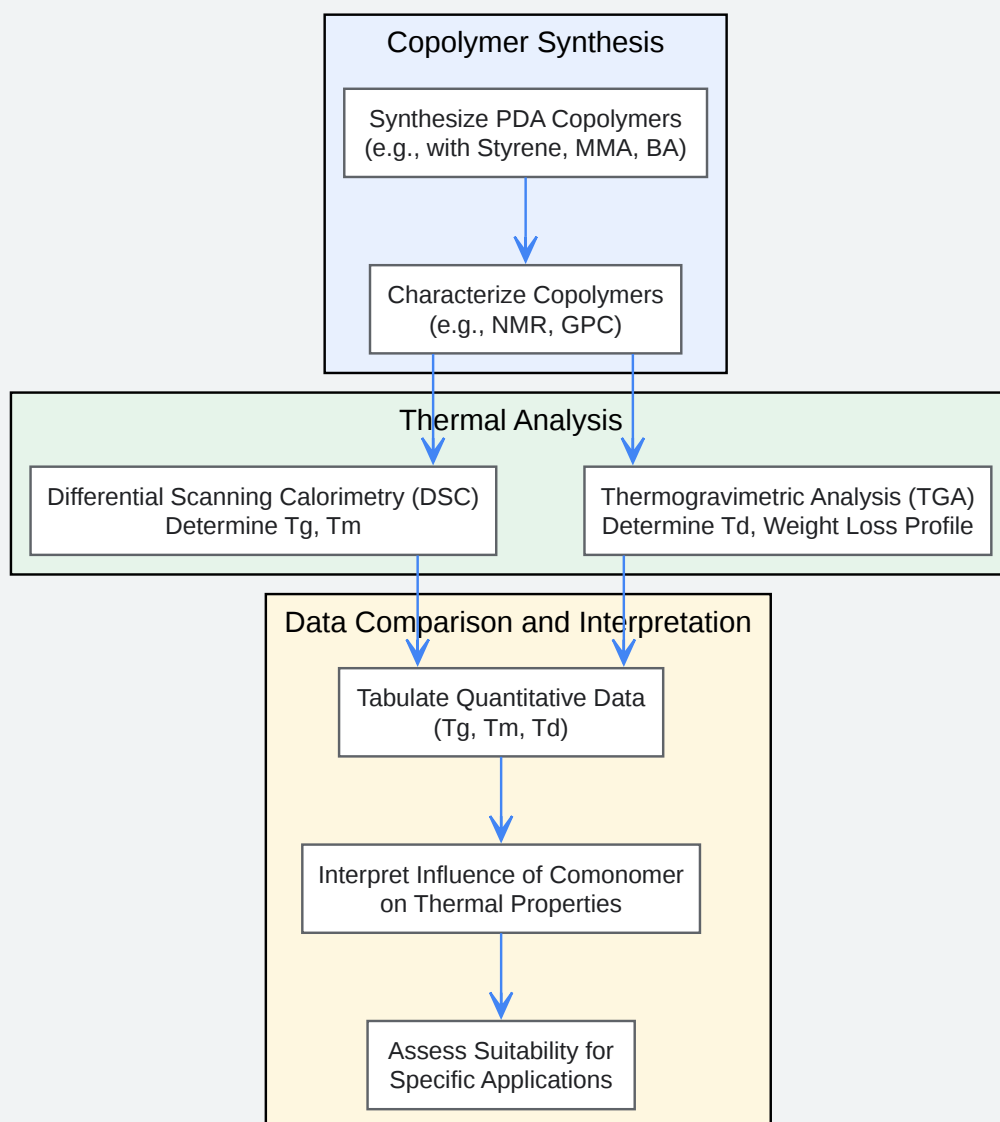 Copolymer Synthesis
Synthesize PDA Copolymers
(e.g., with Styrene, MMA, BA)
Characterize Copolymers
(e.g., NMR, GPC)
Thermal Analysis
Differential Scanning Calorimetry (DSC)
Determine Tg, Tm
Thermogravimetric Analysis (TGA)
Determine Td, Weight Loss Profile
Data Comparison and Interpretation
Tabulate Quantitative Data
(Tg, Tm, Td)
Interpret Influence of Comonomer
on Thermal Properties
Assess Suitability for
Specific Applications